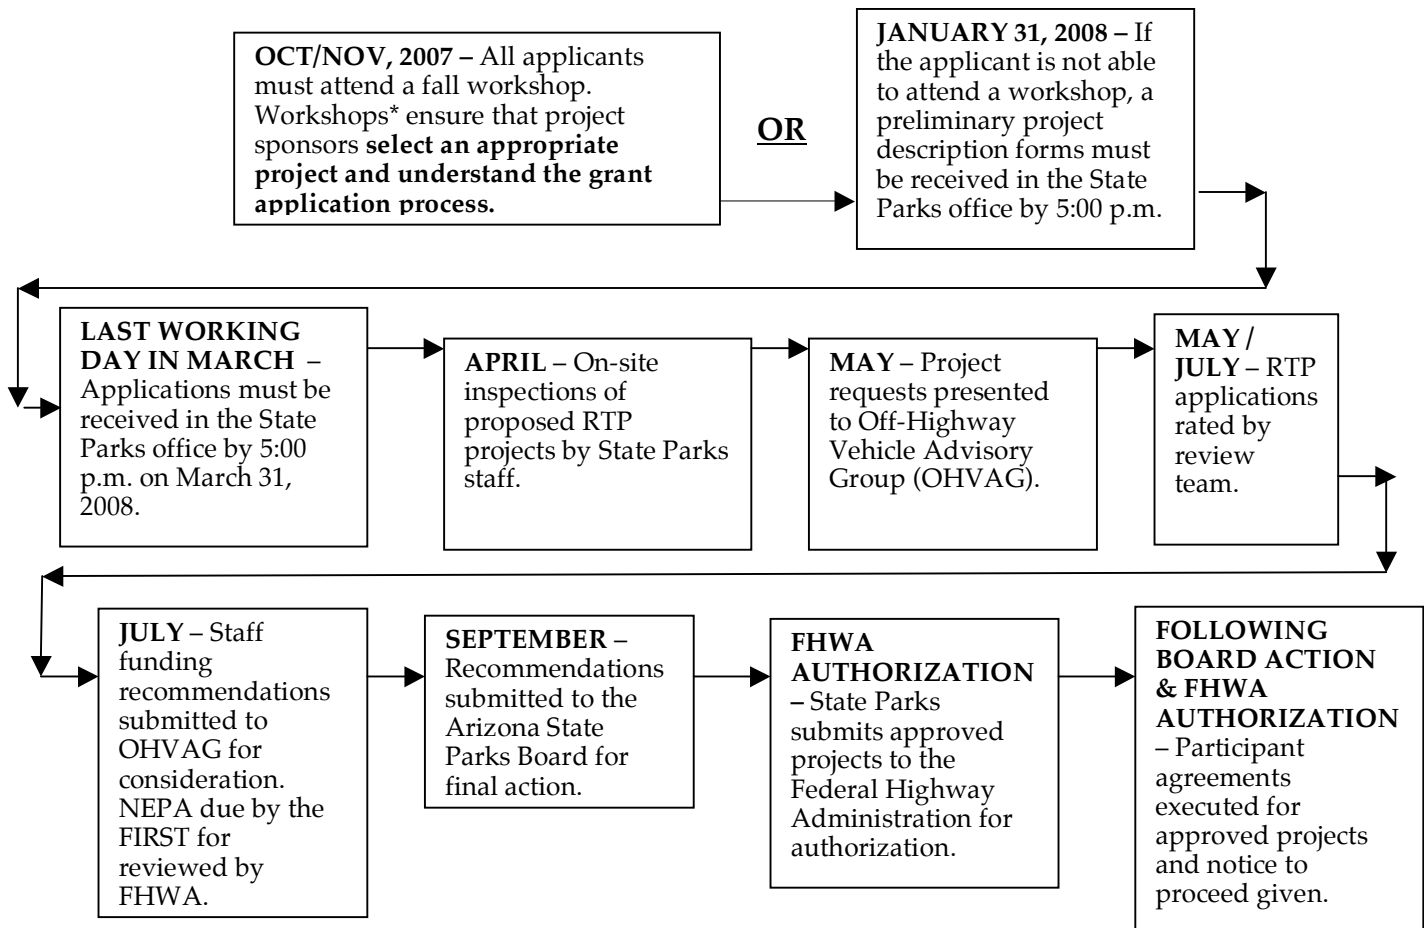 OCT/NOV, 2007 – All applicants
must attend a fall workshop.
Workshops* ensure that project
sponsors select an appropriate
project and understand the grant
application process.
OR
JANUARY 31, 2008 – If
the applicant is not able
to attend a workshop, a
preliminary project
description forms must
be received in the State
Parks office by 5:00 p.m.
LAST WORKING
DAY IN MARCH –
Applications must be
received in the State
Parks office by 5:00
p.m. on March 31,
2008.
APRIL – On-site
inspections of
proposed RTP
projects by State Parks
staff.
MAY – Project
requests presented
to Off-Highway
Vehicle Advisory
Group (OHVAG).
MAY /
JULY – RTP
applications
rated by
review
team.
JULY – Staff
funding
recommendations
submitted to
OHVAG for
consideration.
NEPA due by the
FIRST for
reviewed by
FHWA.
SEPTEMBER –
Recommendations
submitted to the
Arizona State
Parks Board for
final action.
FHWA
AUTHORIZATION
– State Parks
submits approved
projects to the
Federal Highway
Administration for
authorization.
FOLLOWING
BOARD ACTION
& FHWA
AUTHORIZATION
– Participant
agreements
executed for
approved projects
and notice to
proceed given.